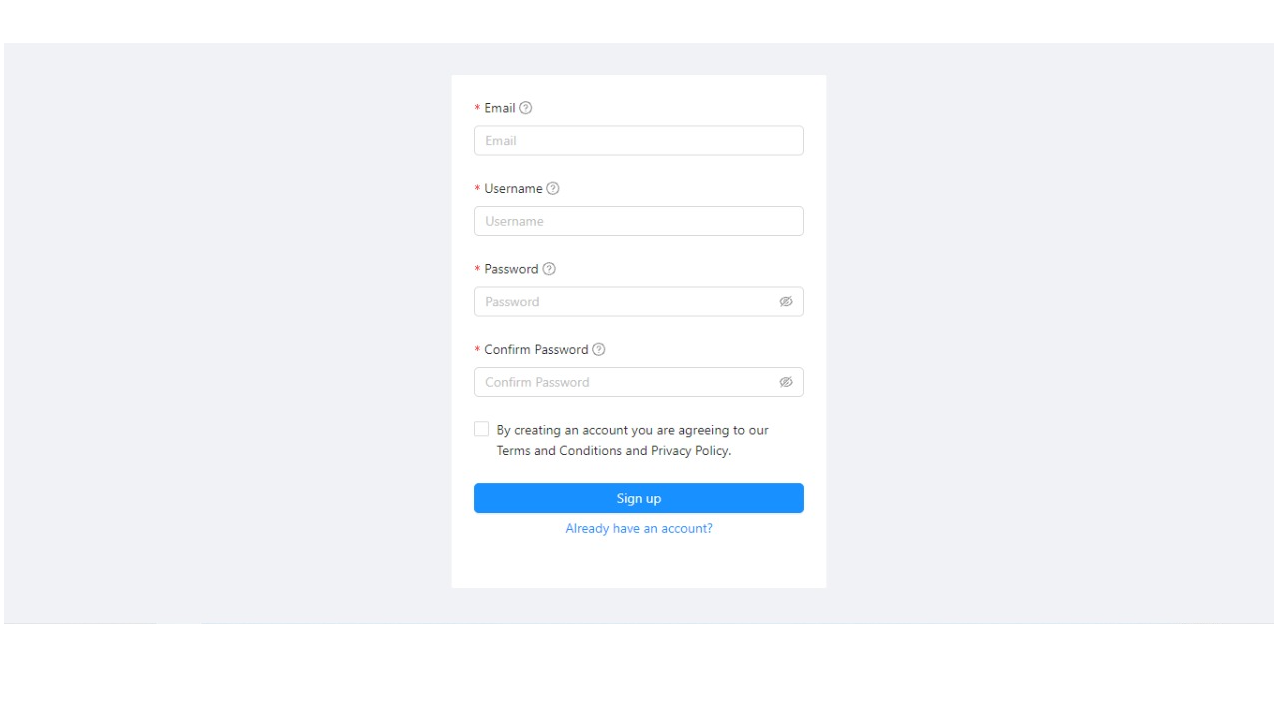 * Email
Email
* Username
Username
* Password
Password
* Confirm Password
Confirm Password
By creating an account you are agreeing to our
Terms and Conditions and Privacy Policy.
Sign up
Already have an account?